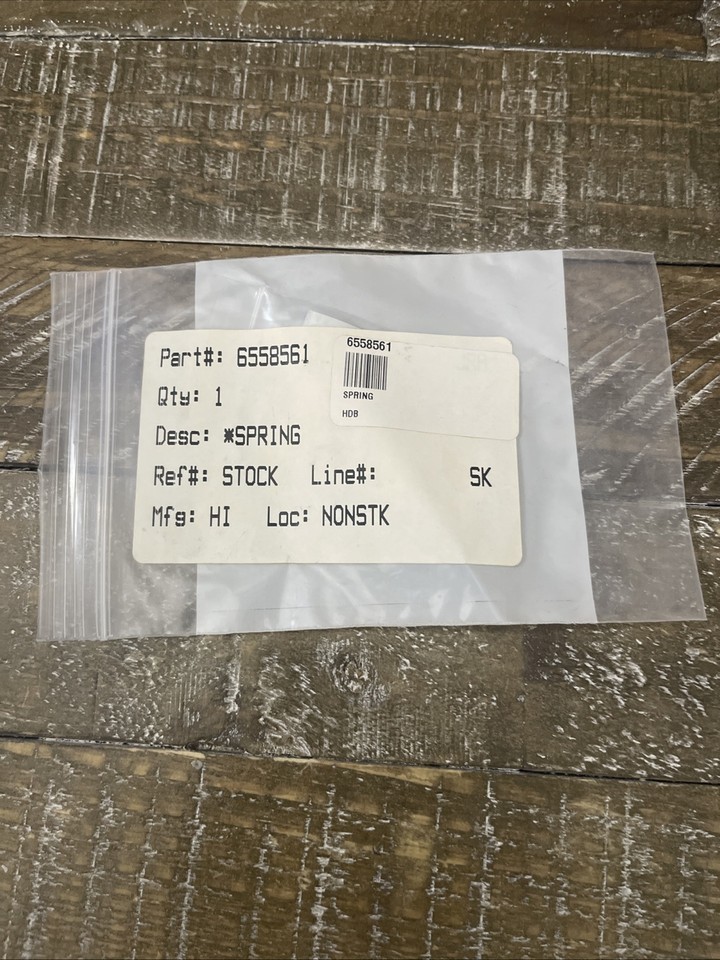 Part#: 6558561
Qty: 1
Desc: *SPRING
Ref#: STOCK Line#: SK
Mfg: HI Loc: NONSTK
6558561
SPRING
HDB